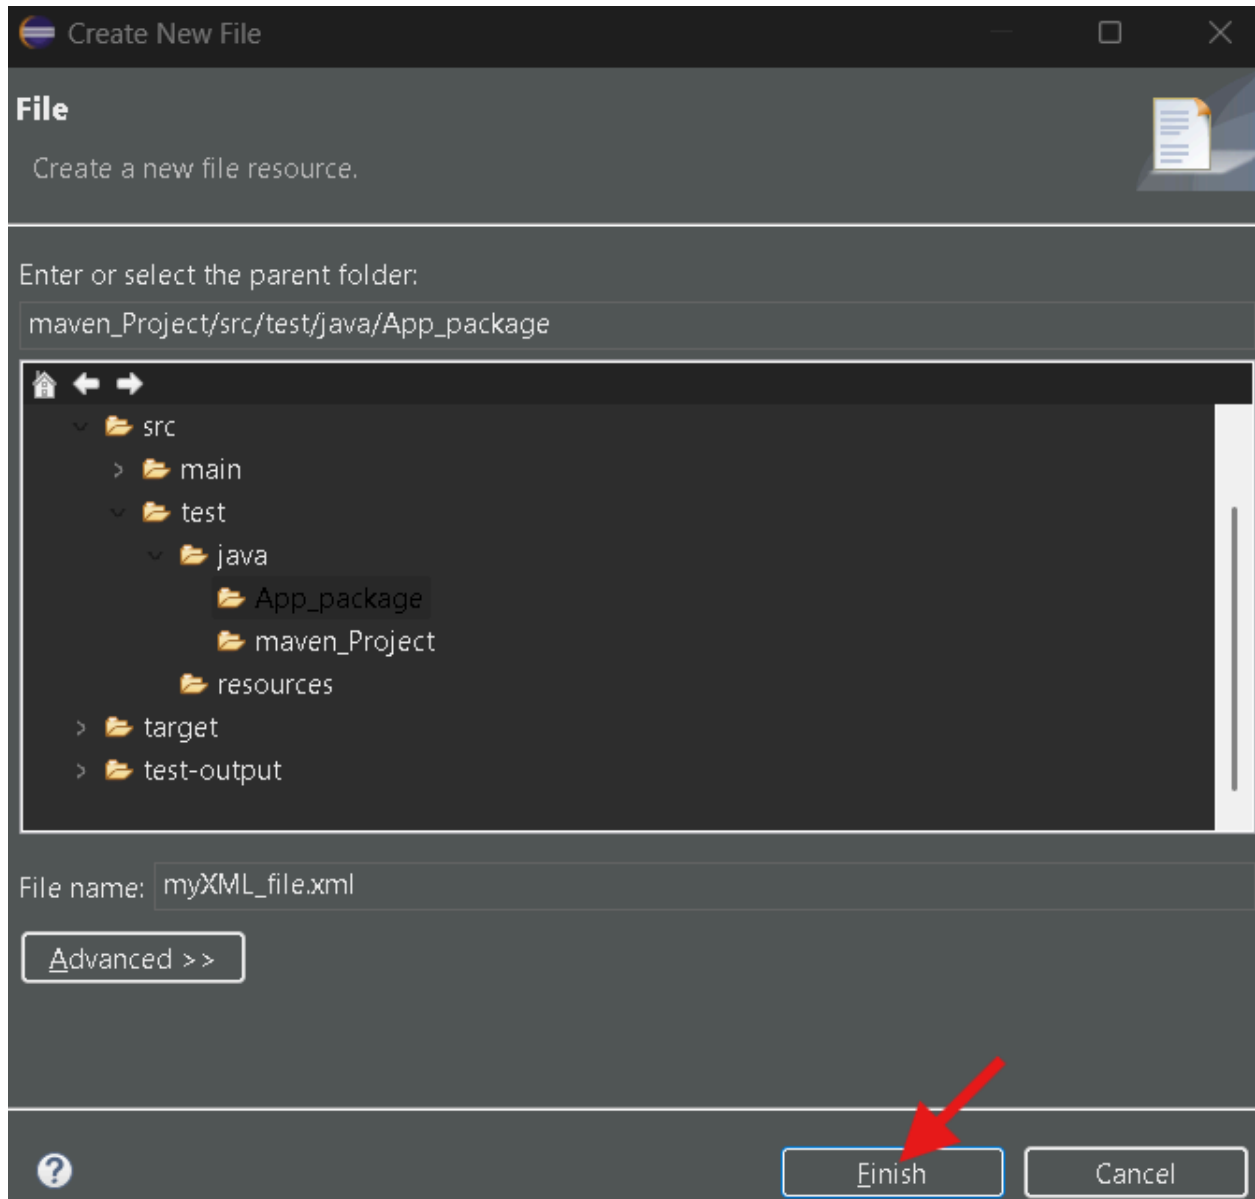 Create New File
File
Create a new file resource.
Enter or select the parent folder:
maven_Project/src/test/java/App_package
src
main
test
java
App_package
maven_Project
resources
target
test-output
File name: myXML_file.xml
Advanced >>
Finish Cancel